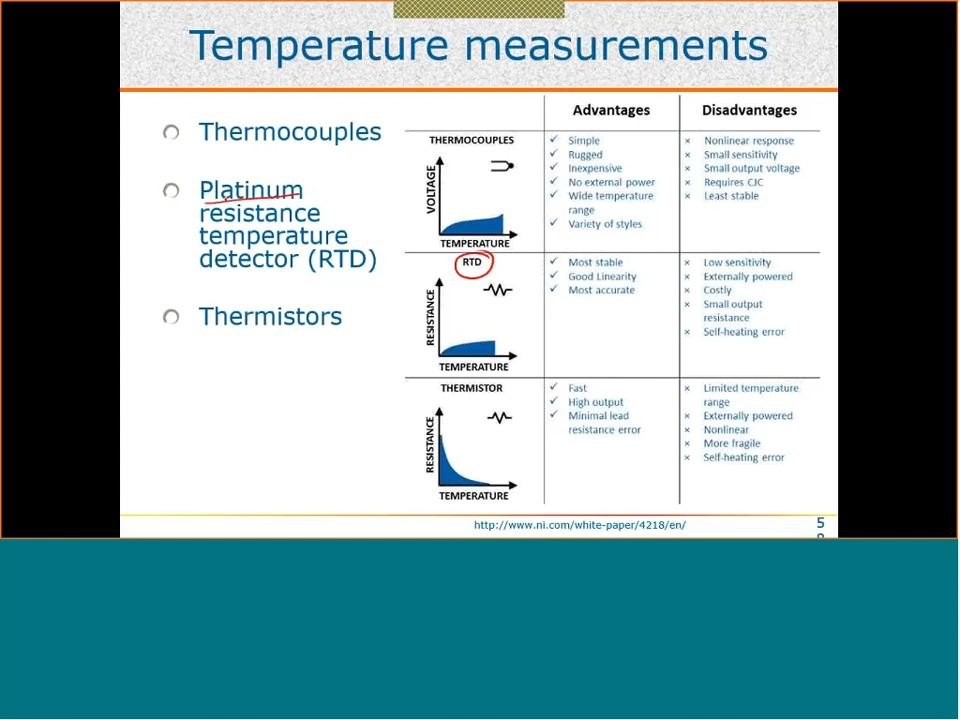 Temperature measurements
Thermocouples
Platinum
resistance
temperature
detector (RTD)
Thermistors
Advantages
Disadvantages
THERMOCOUPLES
VOLTAGE
TEMPERATURE
✓ Simple
✓ Rugged
✓ Inexpensive
✓ No external power
✓ Wide temperature
range
✓ Variety of styles
× Nonlinear response
× Small sensitivity
× Small output voltage
× Requires CJC
× Least stable
RTD
RESISTANCE
TEMPERATURE
✓ Most stable
✓ Good Linearity
✓ Most accurate
× Low sensitivity
× Externally powered
× Costly
× Small output
resistance
× Self-heating error
THERMISTOR
RESISTANCE
TEMPERATURE
✓ Fast
✓ High output
✓ Minimal lead
resistance error
× Limited temperature
range
× Externally powered
× Nonlinear
× More fragile
× Self-heating error
http://www.ni.com/white-paper/4218/en/
5